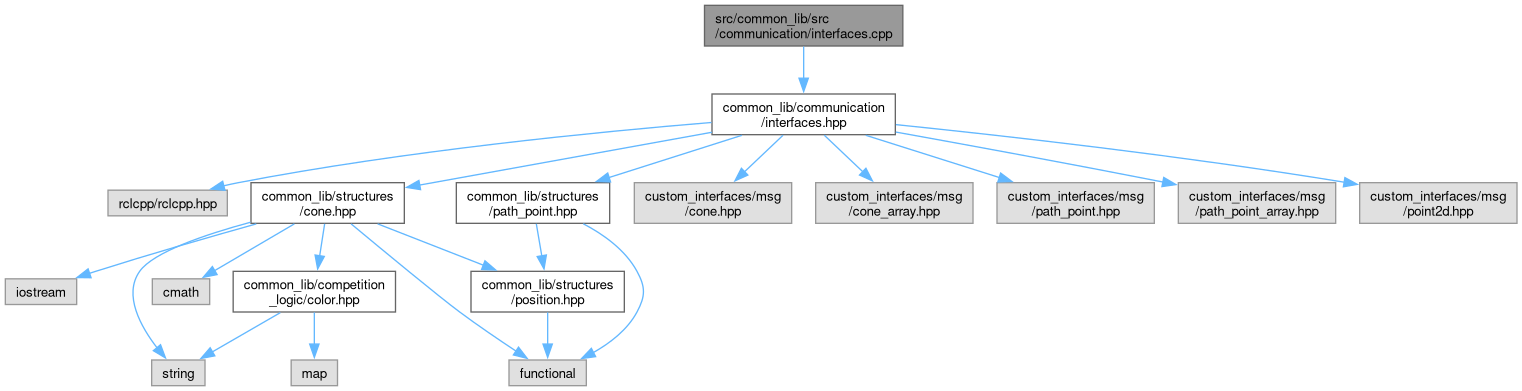 src/common_lib/src
/communication/interfaces.cpp
common_lib/communication
/interfaces.hpp
rclcpp/rclcpp.hpp
common_lib/structures
/cone.hpp
common_lib/structures
/path_point.hpp
custom_interfaces/msg
/cone.hpp
custom_interfaces/msg
/cone_array.hpp
custom_interfaces/msg
/path_point.hpp
custom_interfaces/msg
/path_point_array.hpp
custom_interfaces/msg
/point2d.hpp
iostream
cmath
common_lib/competition
_logic/color.hpp
common_lib/structures
/position.hpp
string
map
functional